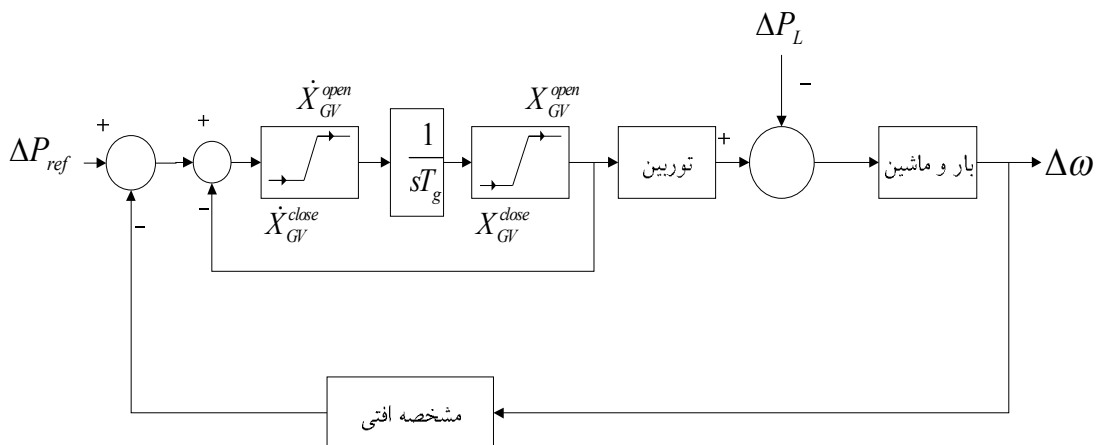 ΔP_L
−
Ẋ_GV^open
X_GV^open
+
+
ΔP_ref
1/(sT_g)
توربین
+
بار و ماشین
Δω
−
−
Ẋ_GV^close
X_GV^close
مشخصه افتی